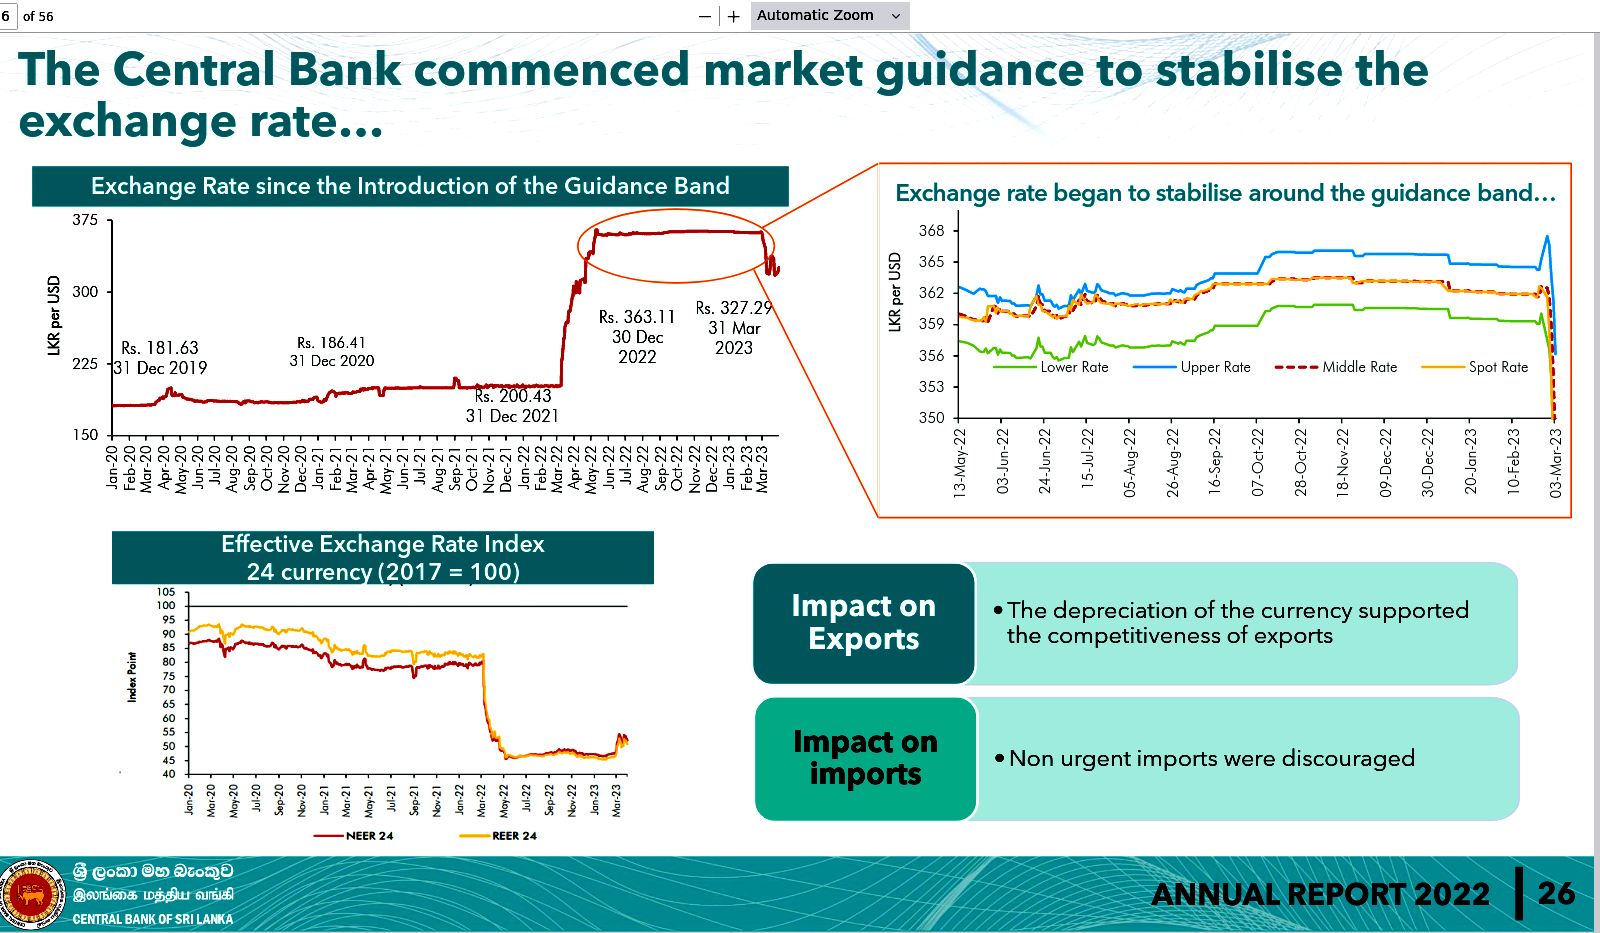 6 of 56
Automatic Zoom
The Central Bank commenced market guidance to stabilise the
exchange rate...
Exchange Rate since the Introduction of the Guidance Band
LKR per USD
375
300
225
150
Rs. 181.63
31 Dec 2019
Rs. 186.41
31 Dec 2020
Rs. 200.43
31 Dec 2021
Rs. 363.11
30 Dec
2022
Rs. 327.29
31 Mar
2023
Jan-20
Feb-20
Mar-20
Apr-20
May-20
Jun-20
Jul-20
Aug-20
Sep-20
Oct-20
Nov-20
Dec-20
Jan-21
Feb-21
Mar-21
Apr-21
May-21
Jun-21
Jul-21
Aug-21
Sep-21
Oct-21
Nov-21
Dec-21
Jan-22
Feb-22
Mar-22
Apr-22
May-22
Jun-22
Jul-22
Aug-22
Sep-22
Oct-22
Nov-22
Dec-22
Jan-23
Feb-23
Mar-23
Exchange rate began to stabilise around the guidance band...
LKR per USD
368
365
362
359
356
353
350
Lower Rate
Upper Rate
Middle Rate
Spot Rate
13-May-22
03-Jun-22
24-Jun-22
15-Jul-22
05-Aug-22
26-Aug-22
16-Sep-22
07-Oct-22
28-Oct-22
18-Nov-22
09-Dec-22
30-Dec-22
20-Jan-23
10-Feb-23
03-Mar-23
Effective Exchange Rate Index
24 currency (2017 = 100)
Index Point
105
100
95
90
85
80
75
70
65
60
55
50
45
40
Jan-20
Mar-20
May-20
Jul-20
Sep-20
Nov-20
Jan-21
Mar-21
May-21
Jul-21
Sep-21
Nov-21
Jan-22
Mar-22
May-22
Jul-22
Sep-22
Nov-22
Jan-23
Mar-23
NEER 24
REER 24
Impact on
Exports
• The depreciation of the currency supported
the competitiveness of exports
Impact on
imports
• Non urgent imports were discouraged
ශ්‍රී ලංකා මහ බැංකුව
இலங்கை மத்திய வங்கி
CENTRAL BANK OF SRI LANKA
ANNUAL REPORT 2022
26